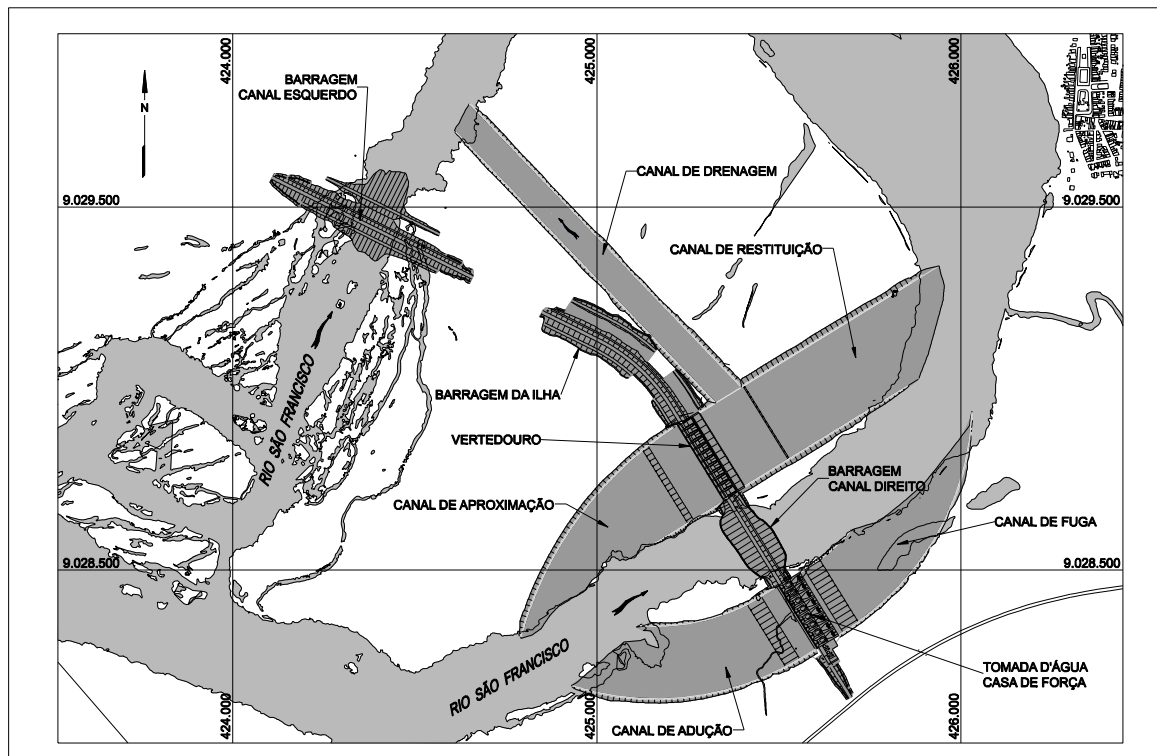 424.000
425.000
426.000
N
BARRAGEM
CANAL ESQUERDO
CANAL DE DRENAGEM
9.029.500
9.029.500
CANAL DE RESTITUIÇÃO
RIO SÃO FRANCISCO
BARRAGEM DA ILHA
VERTEDOURO
BARRAGEM
CANAL DIREITO
CANAL DE APROXIMAÇÃO
CANAL DE FUGA
9.028.500
9.028.500
RIO SÃO FRANCISCO
TOMADA D'ÁGUA
CASA DE FORÇA
CANAL DE ADUÇÃO
424.000
425.000
426.000